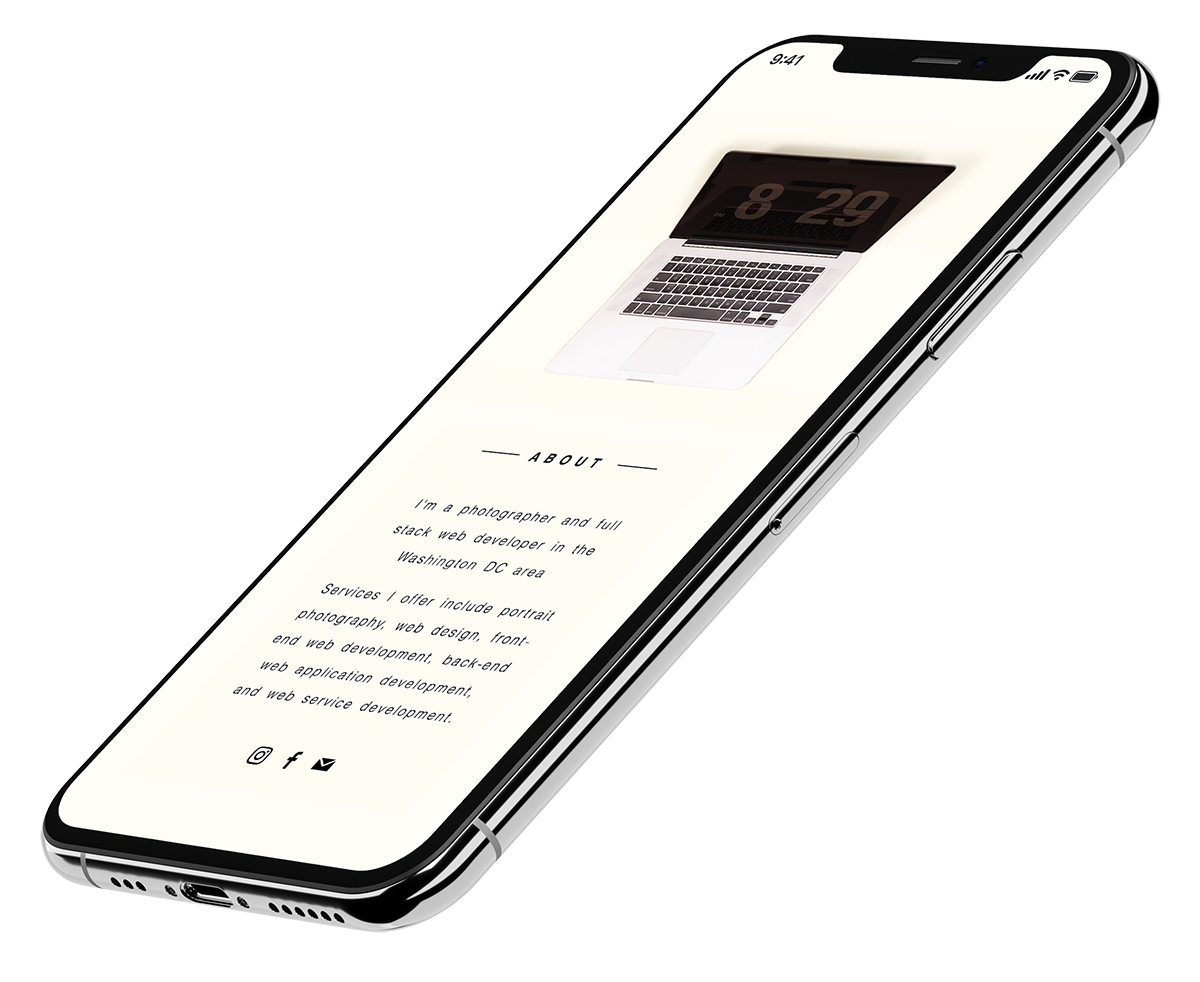 9:41
PM 8 29
ABOUT
I'm a photographer and full
stack web developer in the
Washington DC area
Services I offer include portrait
photography, web design, front-
end web development, back-end
web application development,
and web service development.